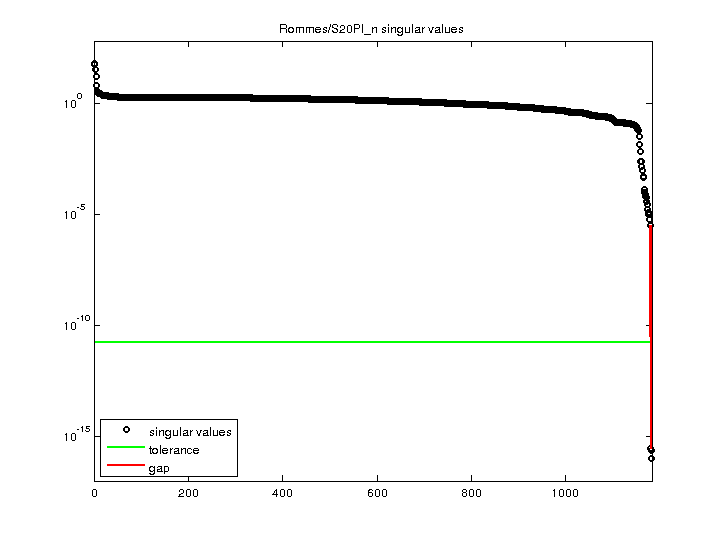 Rommes/S20PI_n singular values
10^0
10^-5
10^-10
10^-15
singular values
tolerance
gap
0 200 400 600 800 1000